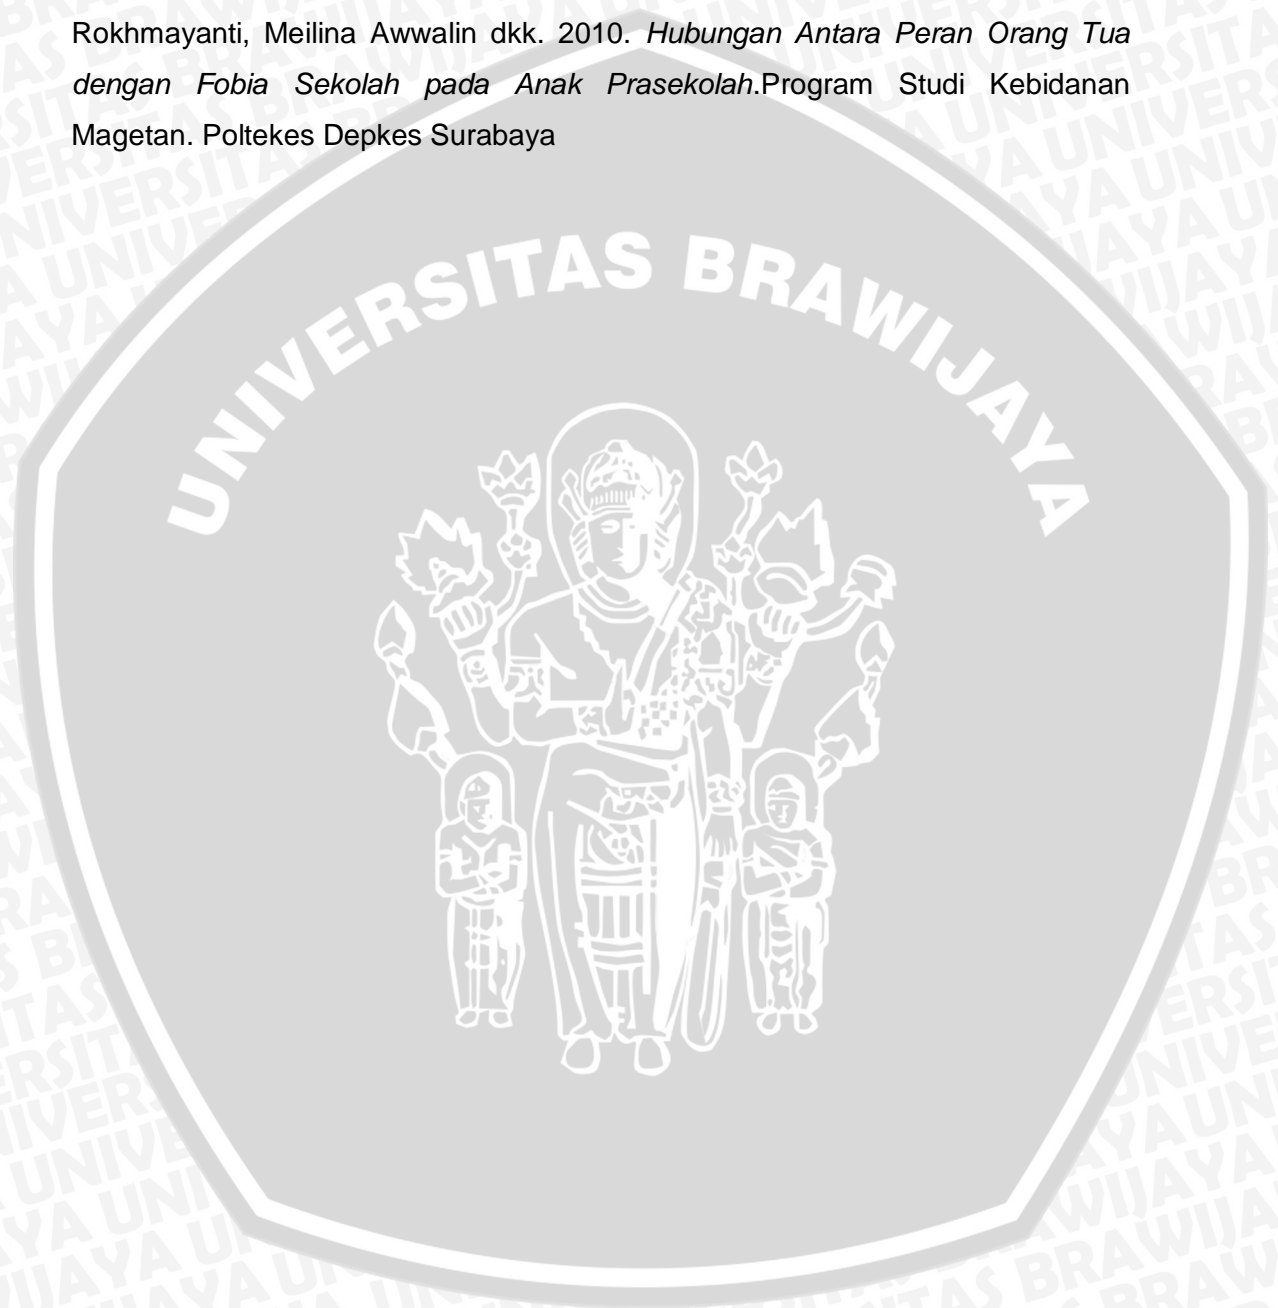 Rokhmayanti, Meilina Awwalin dkk. 2010. Hubungan Antara Peran Orang Tua
dengan Fobia Sekolah pada Anak Prasekolah.Program Studi Kebidanan
Magetan. Poltekes Depkes Surabaya
UNIVERSITAS BRAWIJAYA